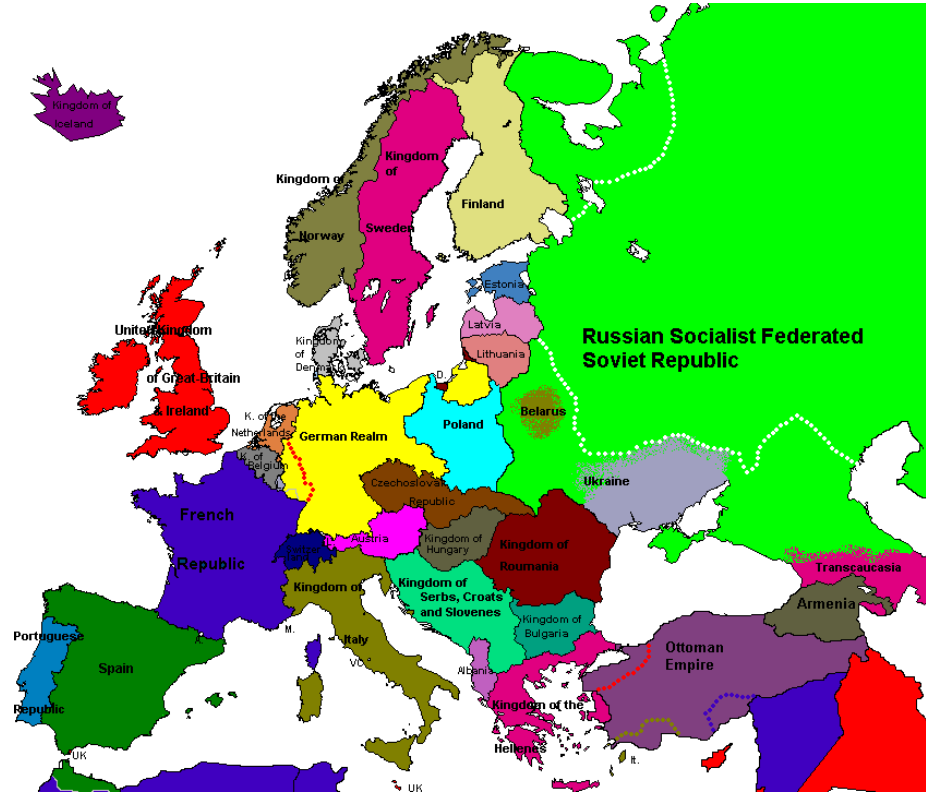 Kingdom of
Iceland
Kingdom of
Norway
Kingdom
of
Sweden
Finland
Estonia
Latvia
Lithuania
D.
Russian Socialist Federated
Soviet Republic
United Kingdom
of Great-Britain
& Ireland
Kingdom
of
Denmark
K. of the
Netherlands
K. of
Belgium
German Realm
Poland
Belarus
Ukraine
Czechoslovak
Republic
French
Republic
Austria
Kingdom of
Hungary
Kingdom of
Roumania
Kingdom of
Serbs, Croats
and Slovenes
Kingdom of
Bulgaria
Transcaucasia
Armenia
Ottoman
Empire
Kingdom of
Italy
M.
VC
Albania
Kingdom of the
Hellenes
Portuguese
Republic
Spain
UK
UK
It.